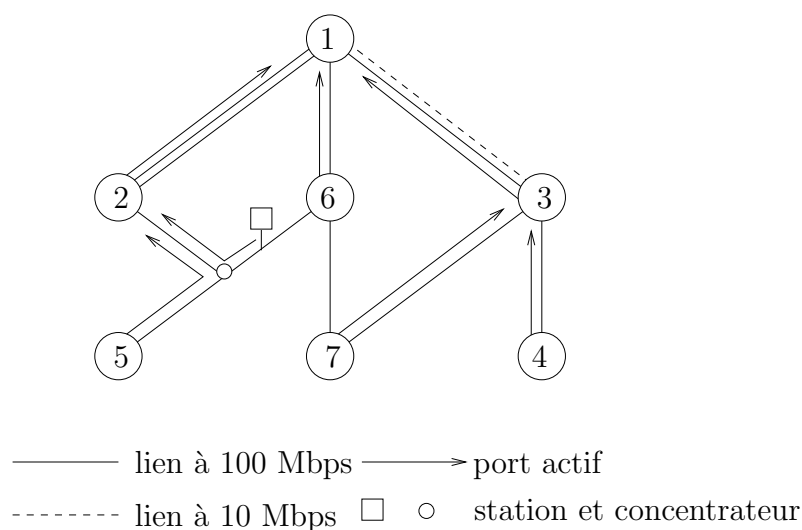 1
2 6 3
5 7 4
lien à 100 Mbps port actif
lien à 10 Mbps station et concentrateur